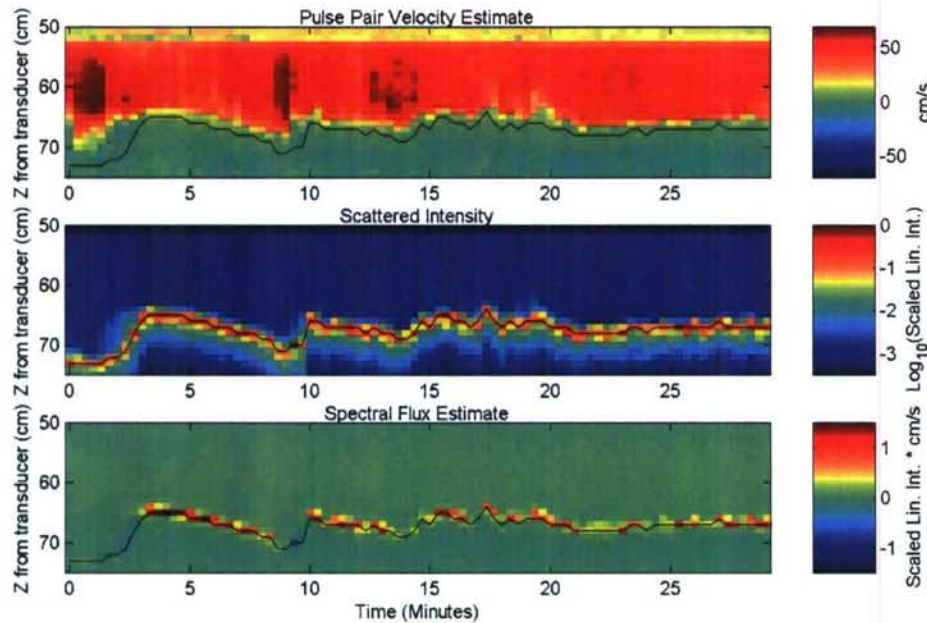 Pulse Pair Velocity Estimate
Z from transducer (cm)
50
60
70
0 5 10 15 20 25
50
0
-50
cm/s
Scattered Intensity
Z from transducer (cm)
50
60
70
0 5 10 15 20 25
0
-1
-2
-3
Log10(Scaled Lin. Int.)
Spectral Flux Estimate
Z from transducer (cm)
50
60
70
0 5 10 15 20 25
Time (Minutes)
1
0
-1
Scaled Lin. Int. * cm/s